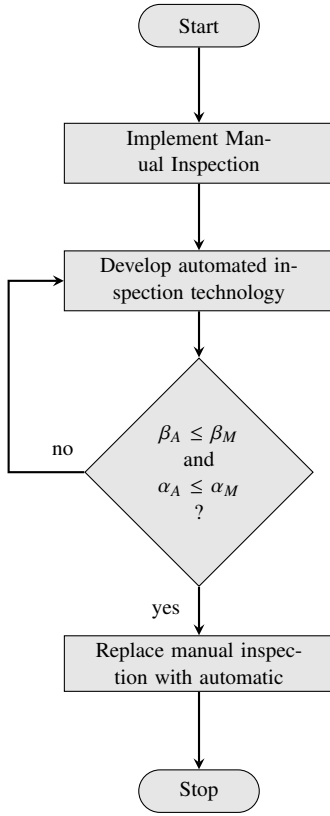 Start
Implement Man-
ual Inspection
Develop automated in-
spection technology
β_A ≤ β_M
and
α_A ≤ α_M
?
no
yes
Replace manual inspec-
tion with automatic
Stop